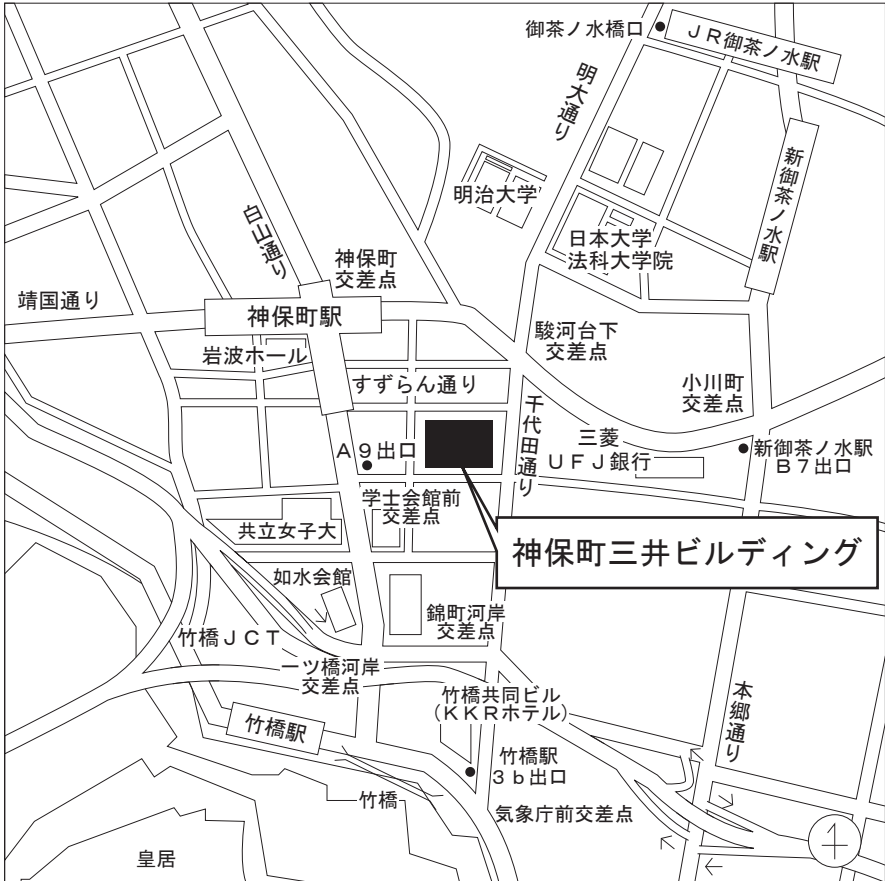 御茶ノ水橋口
ＪＲ御茶ノ水駅
明大通り
新御茶ノ水駅
明治大学
白山通り
日本大学
法科大学院
神保町
交差点
靖国通り
神保町駅
駿河台下
交差点
岩波ホール
すずらん通り
小川町
交差点
千代田通り
三菱
ＵＦＪ銀行
Ａ９出口
新御茶ノ水駅
Ｂ７出口
学士会館前
交差点
共立女子大
神保町三井ビルディング
如水会館
錦町河岸
交差点
竹橋ＪＣＴ
一ツ橋河岸
交差点
竹橋共同ビル
(ＫＫＲホテル)
本郷通り
竹橋駅
竹橋駅
３ｂ出口
竹橋
気象庁前交差点
皇居